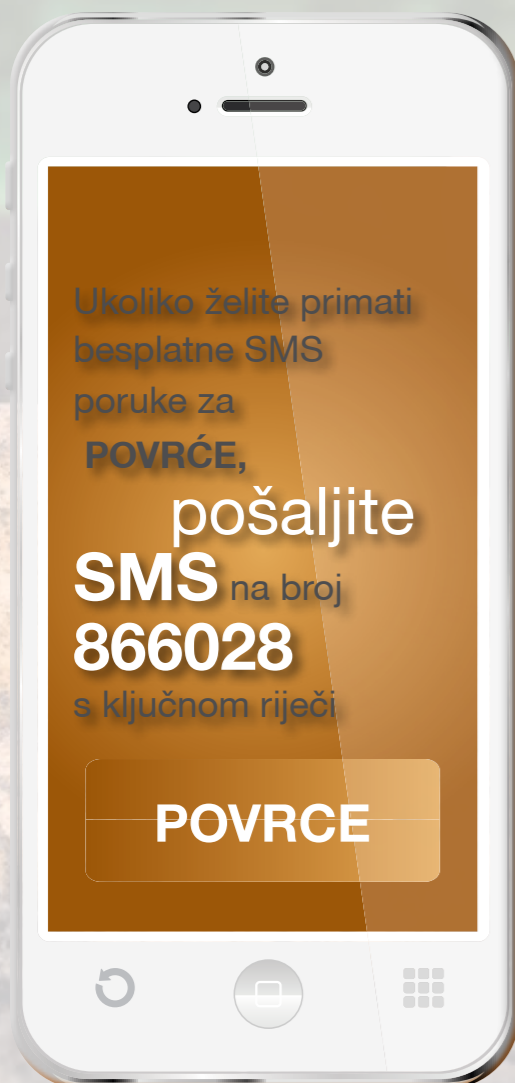 Ukoliko želite primati
besplatne SMS
poruke za
POVRĆE,
pošaljite
SMS na broj
866028
s ključnom riječi
POVRCE